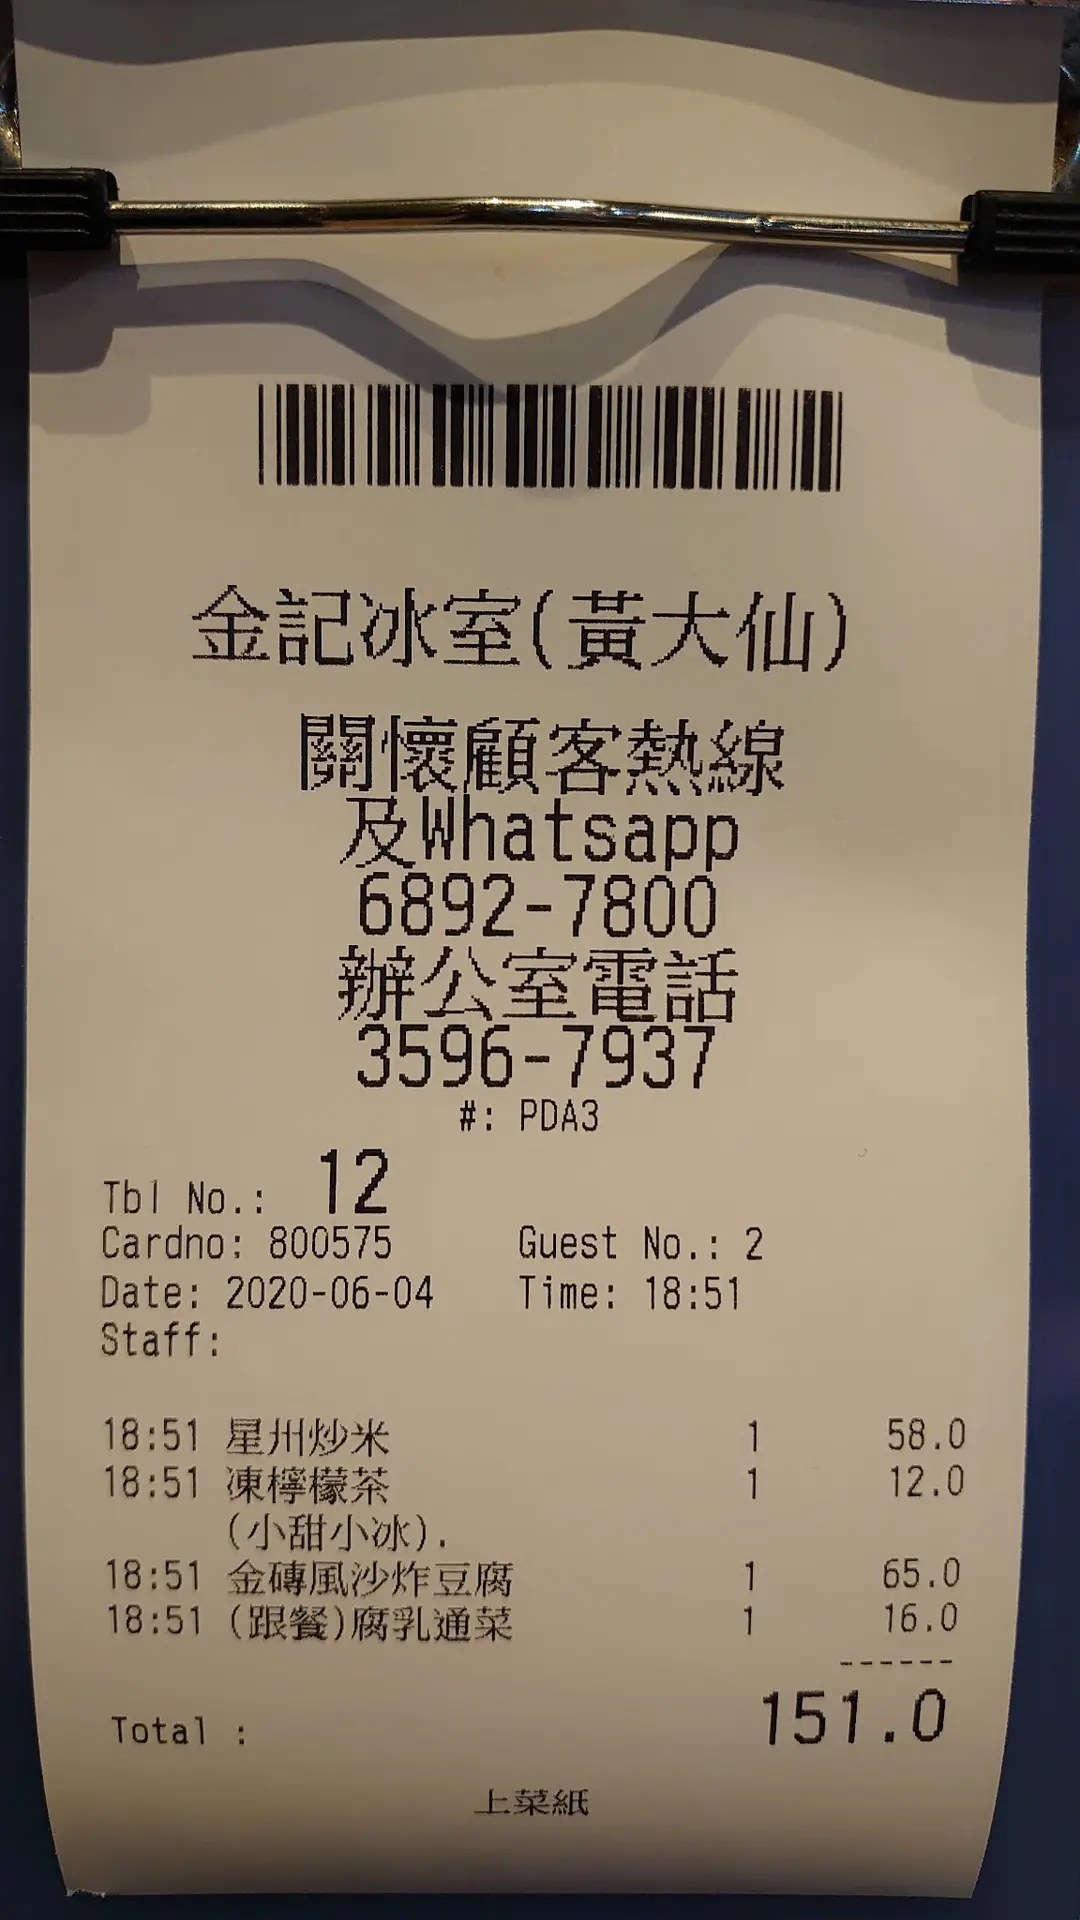 金記冰室(黃大仙)
關懷顧客熱線
及Whatsapp
6892-7800
辦公室電話
3596-7937
#: PDA3
Tbl No.: 12
Cardno: 800575 Guest No.: 2
Date: 2020-06-04 Time: 18:51
Staff:
18:51 星州炒米 1 58.0
18:51 凍檸檬茶 1 12.0
(小甜小冰).
18:51 金磚風沙炸豆腐 1 65.0
18:51 (跟餐)腐乳通菜 1 16.0
------
Total : 151.0
上菜紙